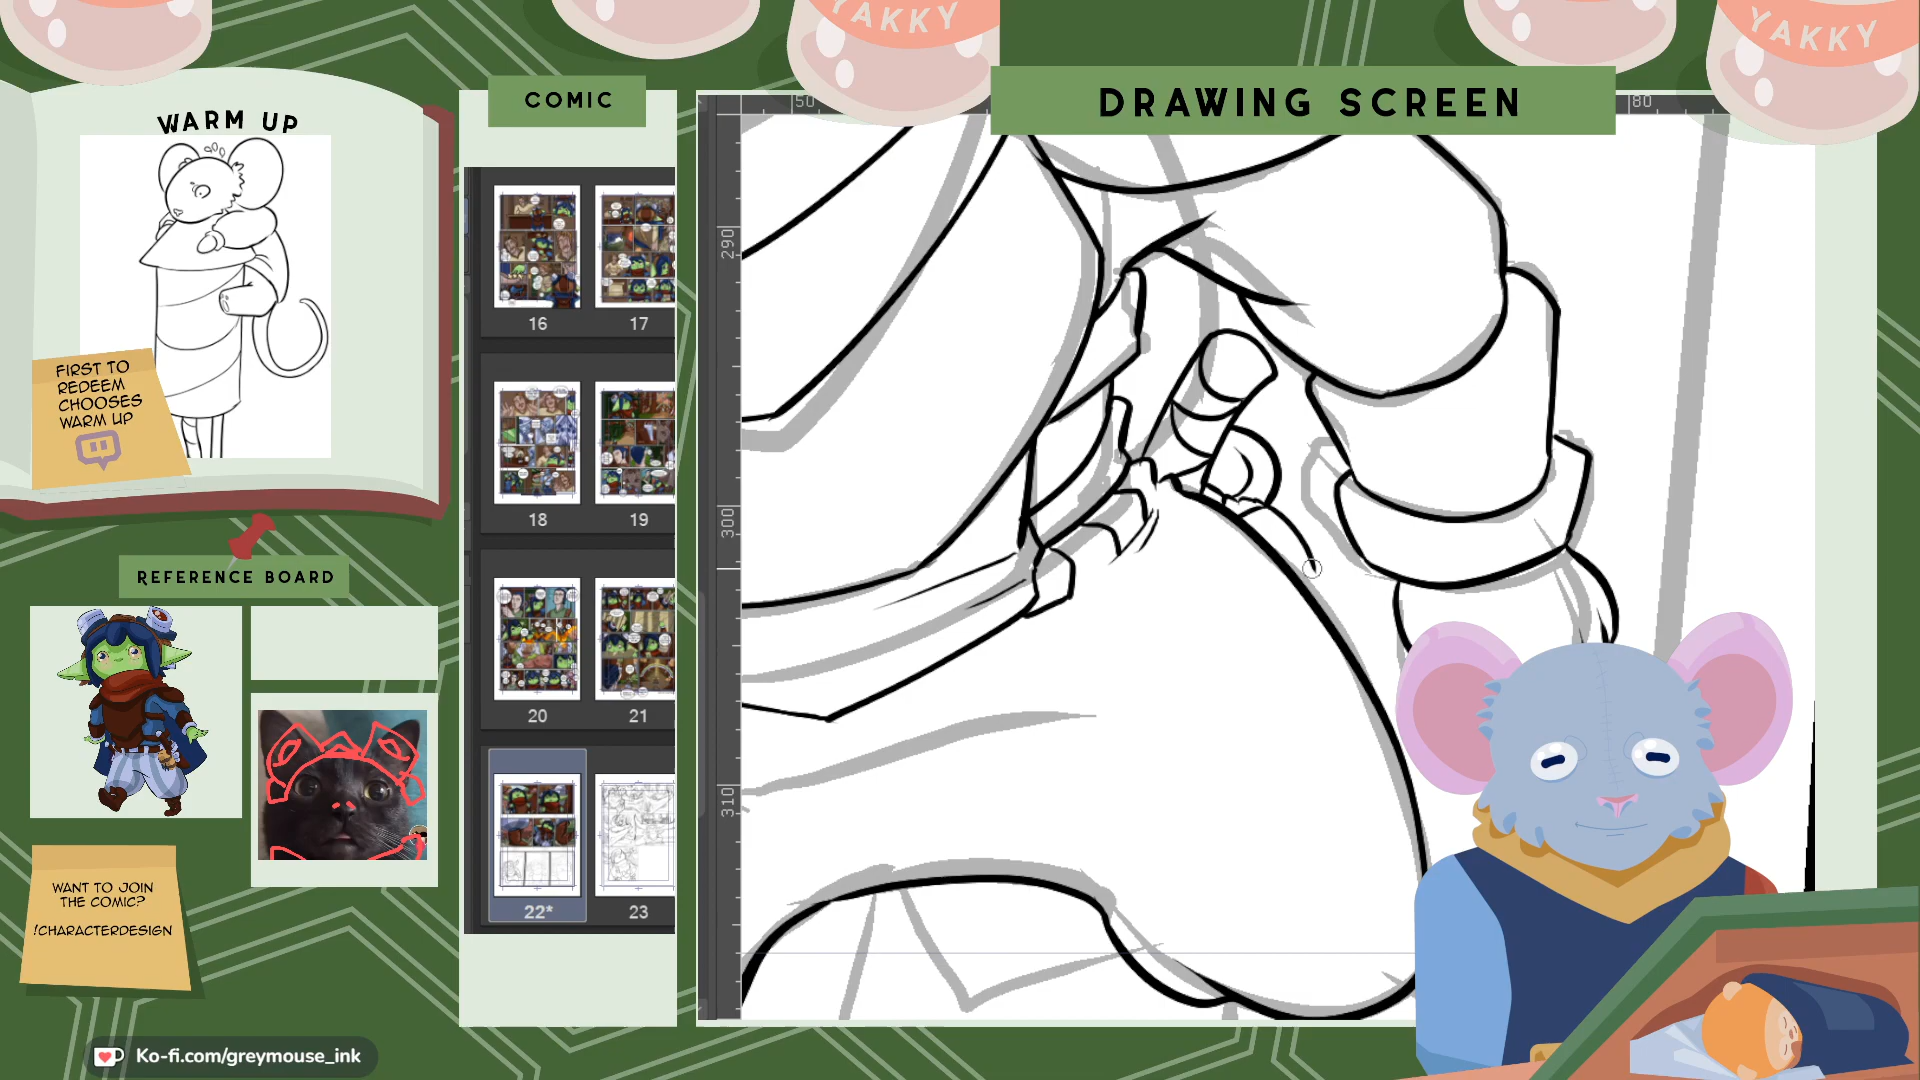 YAKKY
YAKKY
WARM UP
COMIC
DRAWING SCREEN
50
80
290
300
310
16
17
18
19
20
21
22*
23
FIRST TO
REDEEM
CHOOSES
WARM UP
REFERENCE BOARD
WANT TO JOIN
THE COMIC?
!CHARACTERDESIGN
Ko-fi.com/greymouse_ink